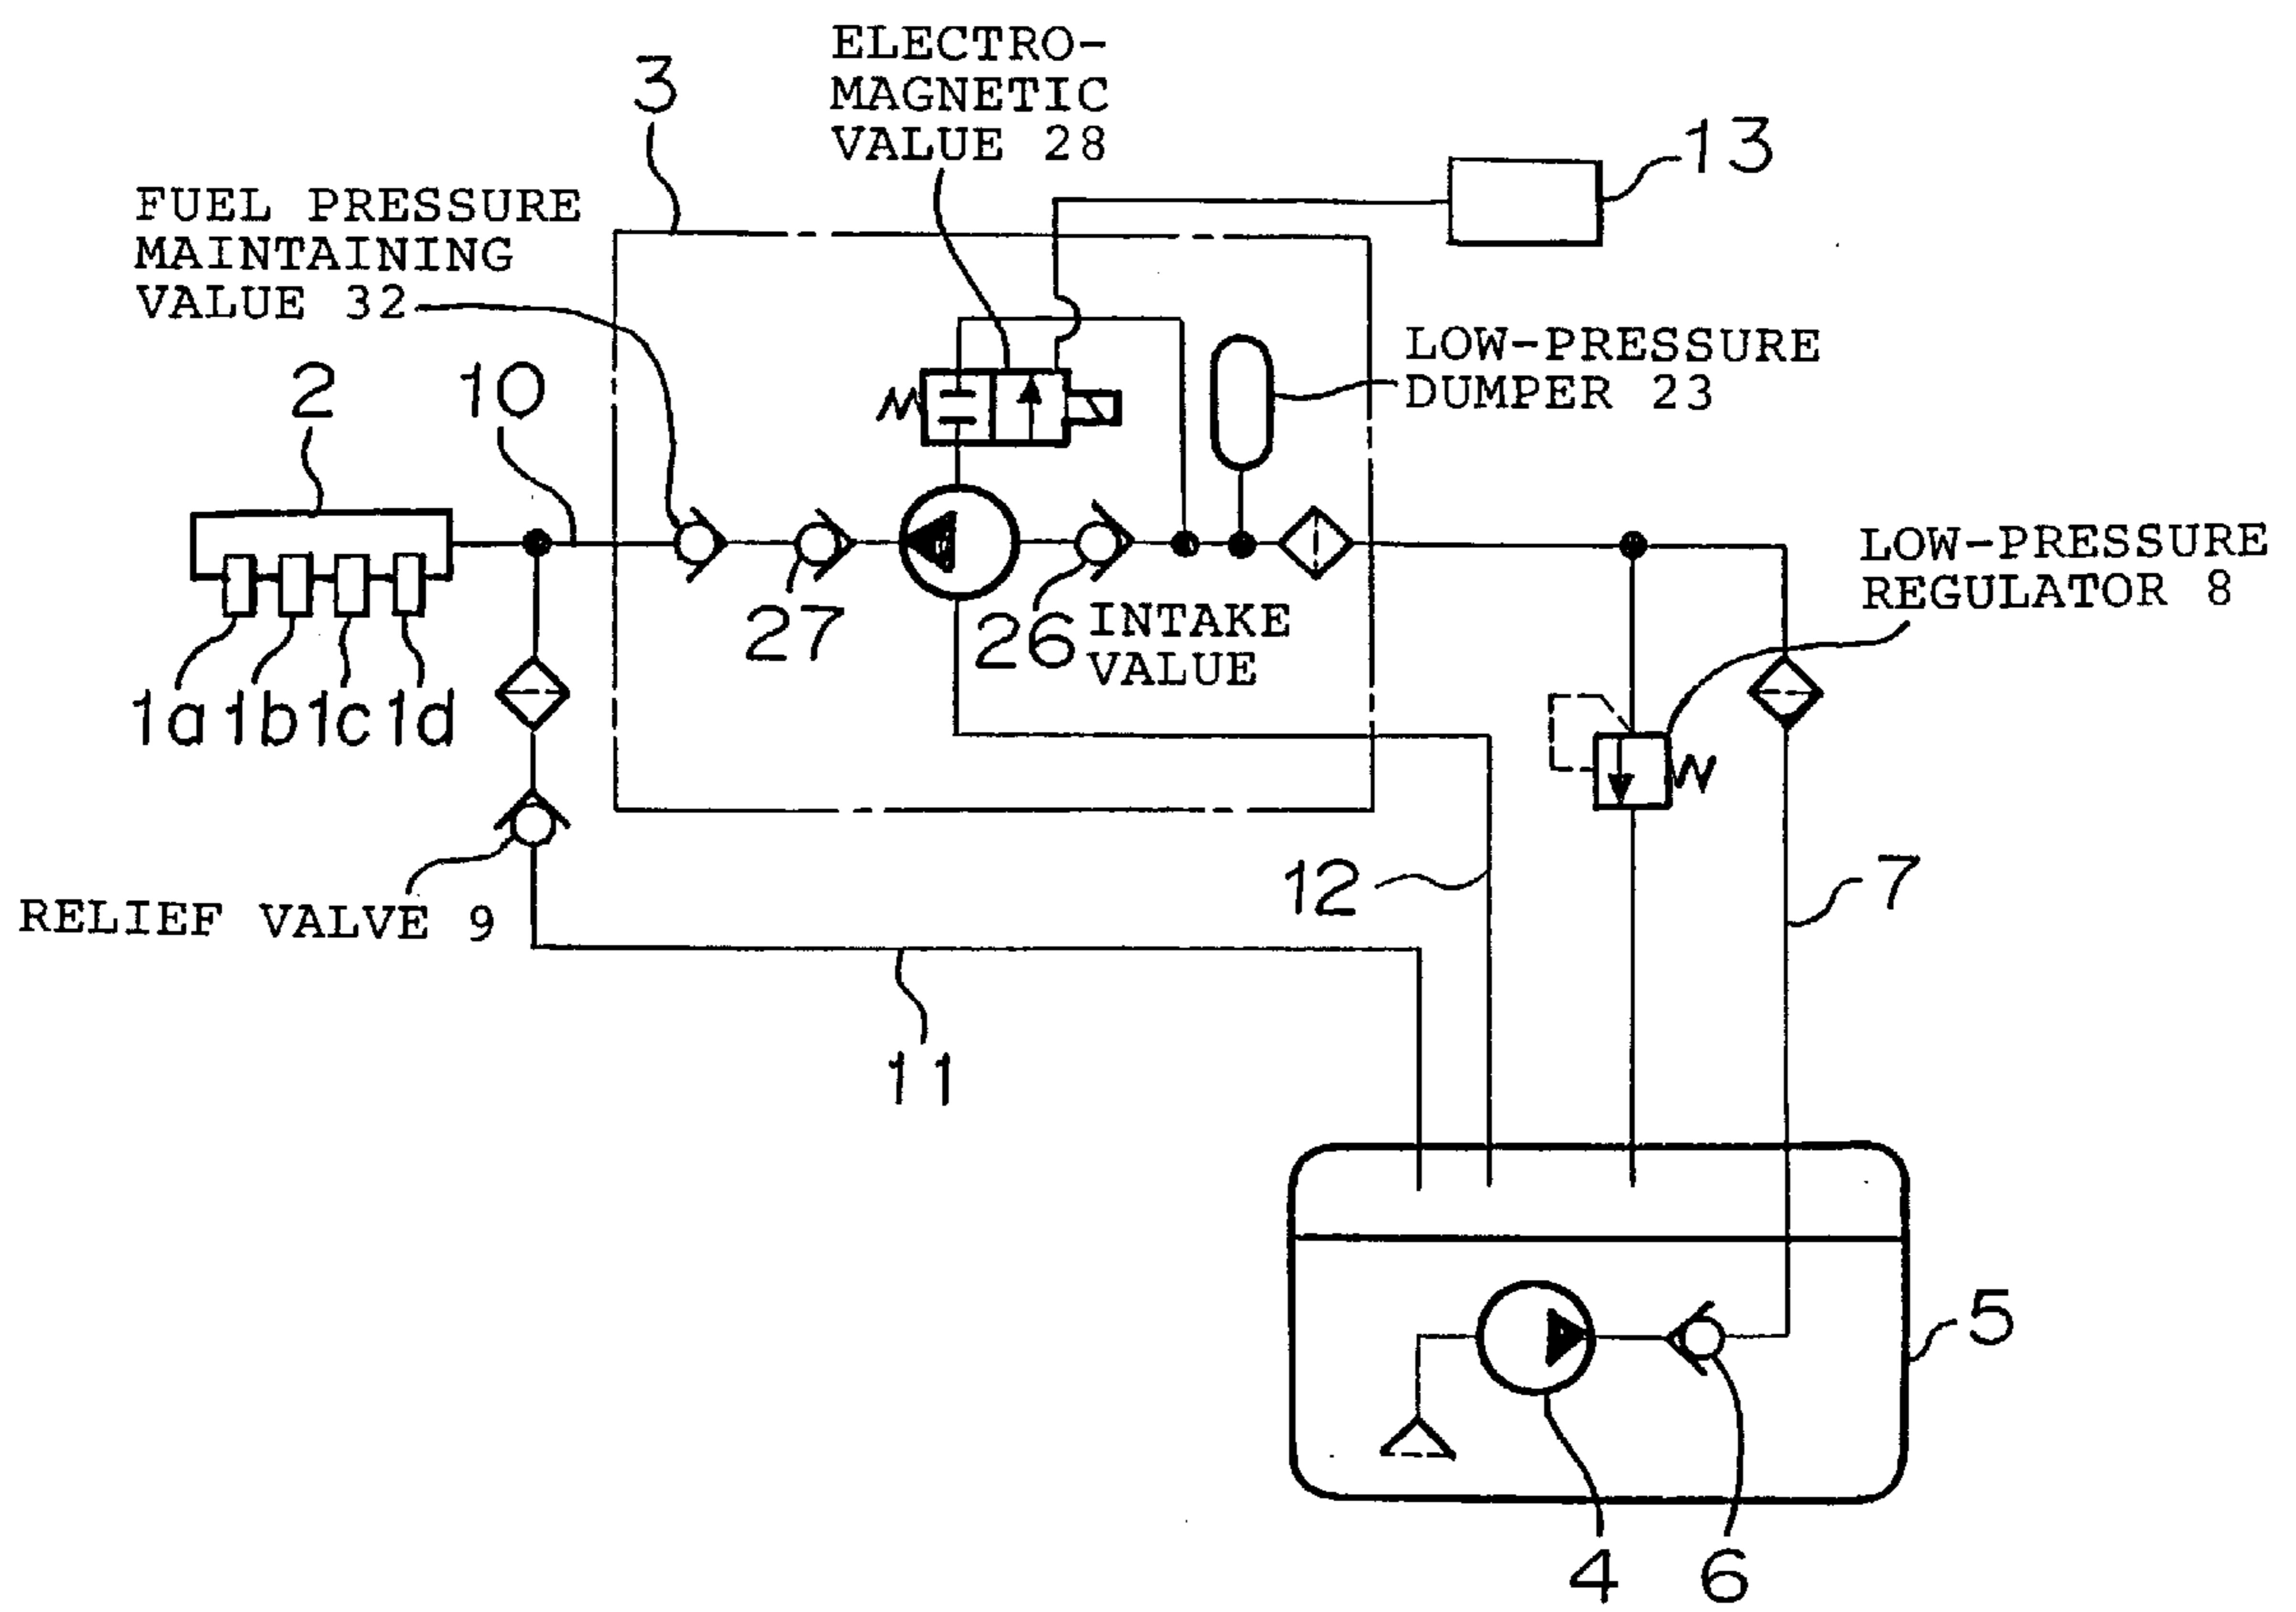 ELECTRO-
MAGNETIC
VALUE 28
3
13
FUEL PRESSURE
MAINTAINING
VALUE 32
LOW-PRESSURE
DUMPER 23
2
10
LOW-PRESSURE
REGULATOR 8
27
26 INTAKE
VALUE
1a 1b 1c 1d
12
7
RELIEF VALVE 9
11
5
4
6